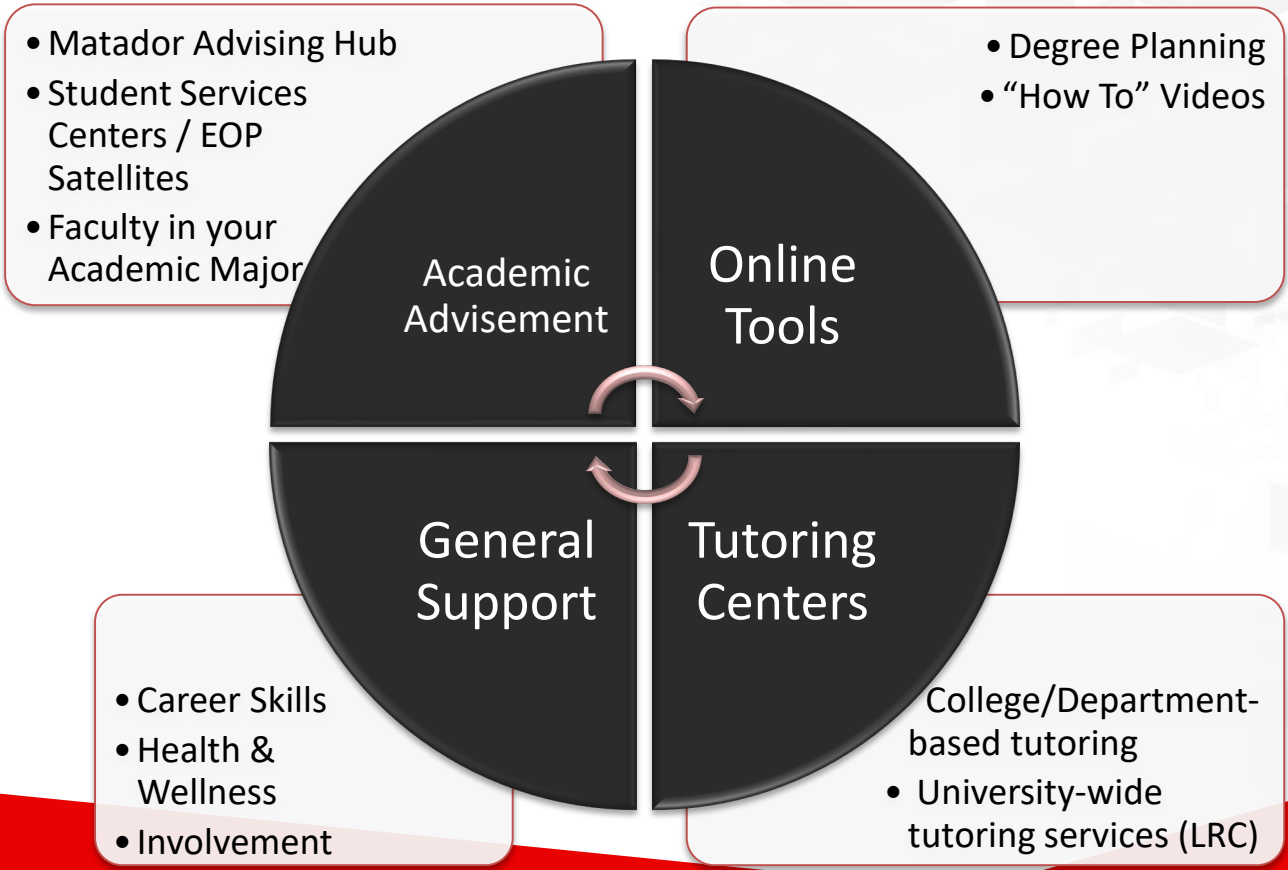 • Matador Advising Hub
• Student Services
Centers / EOP
Satellites
• Faculty in your
Academic Major
• Degree Planning
• “How To” Videos
Academic
Advisement
Online
Tools
General
Support
Tutoring
Centers
• Career Skills
• Health &
Wellness
• Involvement
College/Department-
based tutoring
• University-wide
tutoring services (LRC)